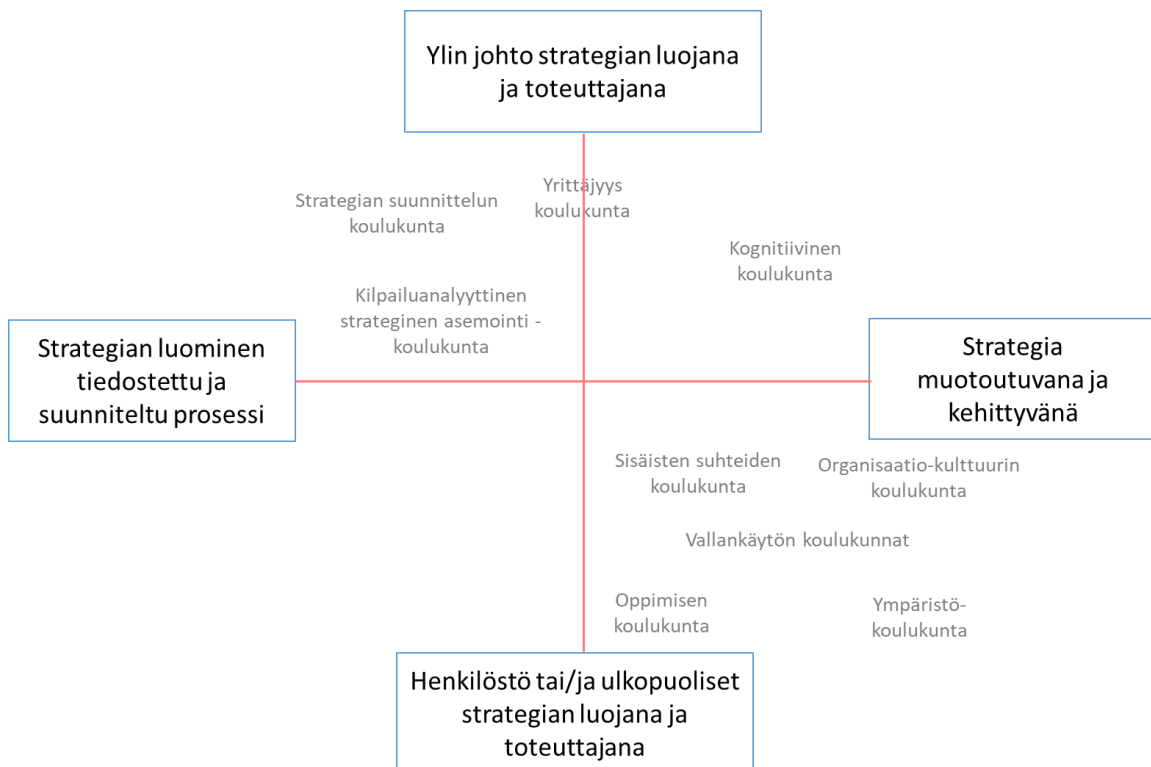 Ylin johto strategian luojana
ja toteuttajana
Strategian suunnittelun
koulukunta
Yrittäjyys
koulukunta
Kognitiivinen
koulukunta
Kilpailuanalyyttinen
strateginen asemointi -
koulukunta
Strategian luominen
tiedostettu ja
suunniteltu prosessi
Strategia
muotoutuvana ja
kehittyvänä
Sisäisten suhteiden
koulukunta
Organisaatio-kulttuurin
koulukunta
Vallankäytön koulukunnat
Oppimisen
koulukunta
Ympäristö-
koulukunta
Henkilöstö tai/ja ulkopuoliset
strategian luojana ja
toteuttajana